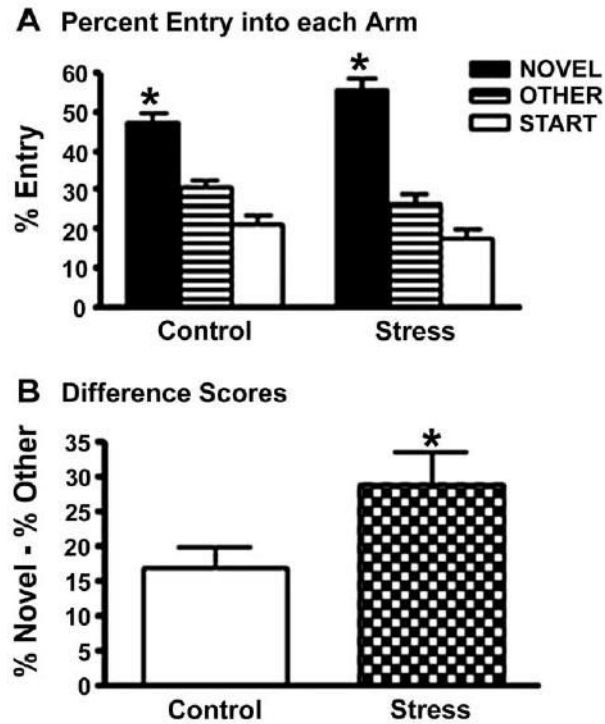 A Percent Entry into each Arm
% Entry
60
50
40
30
20
10
0
*
*
NOVEL
OTHER
START
Control Stress
B Difference Scores
% Novel - % Other
35
30
25
20
15
10
5
0
*
Control Stress